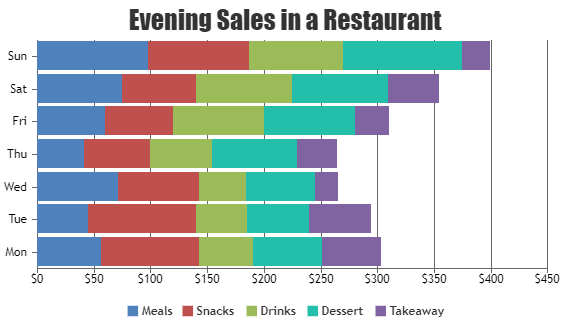 Evening Sales in a Restaurant
Sun
Sat
Fri
Thu
Wed
Tue
Mon
$0 $50 $100 $150 $200 $250 $300 $350 $400 $450
Meals Snacks Drinks Dessert Takeaway